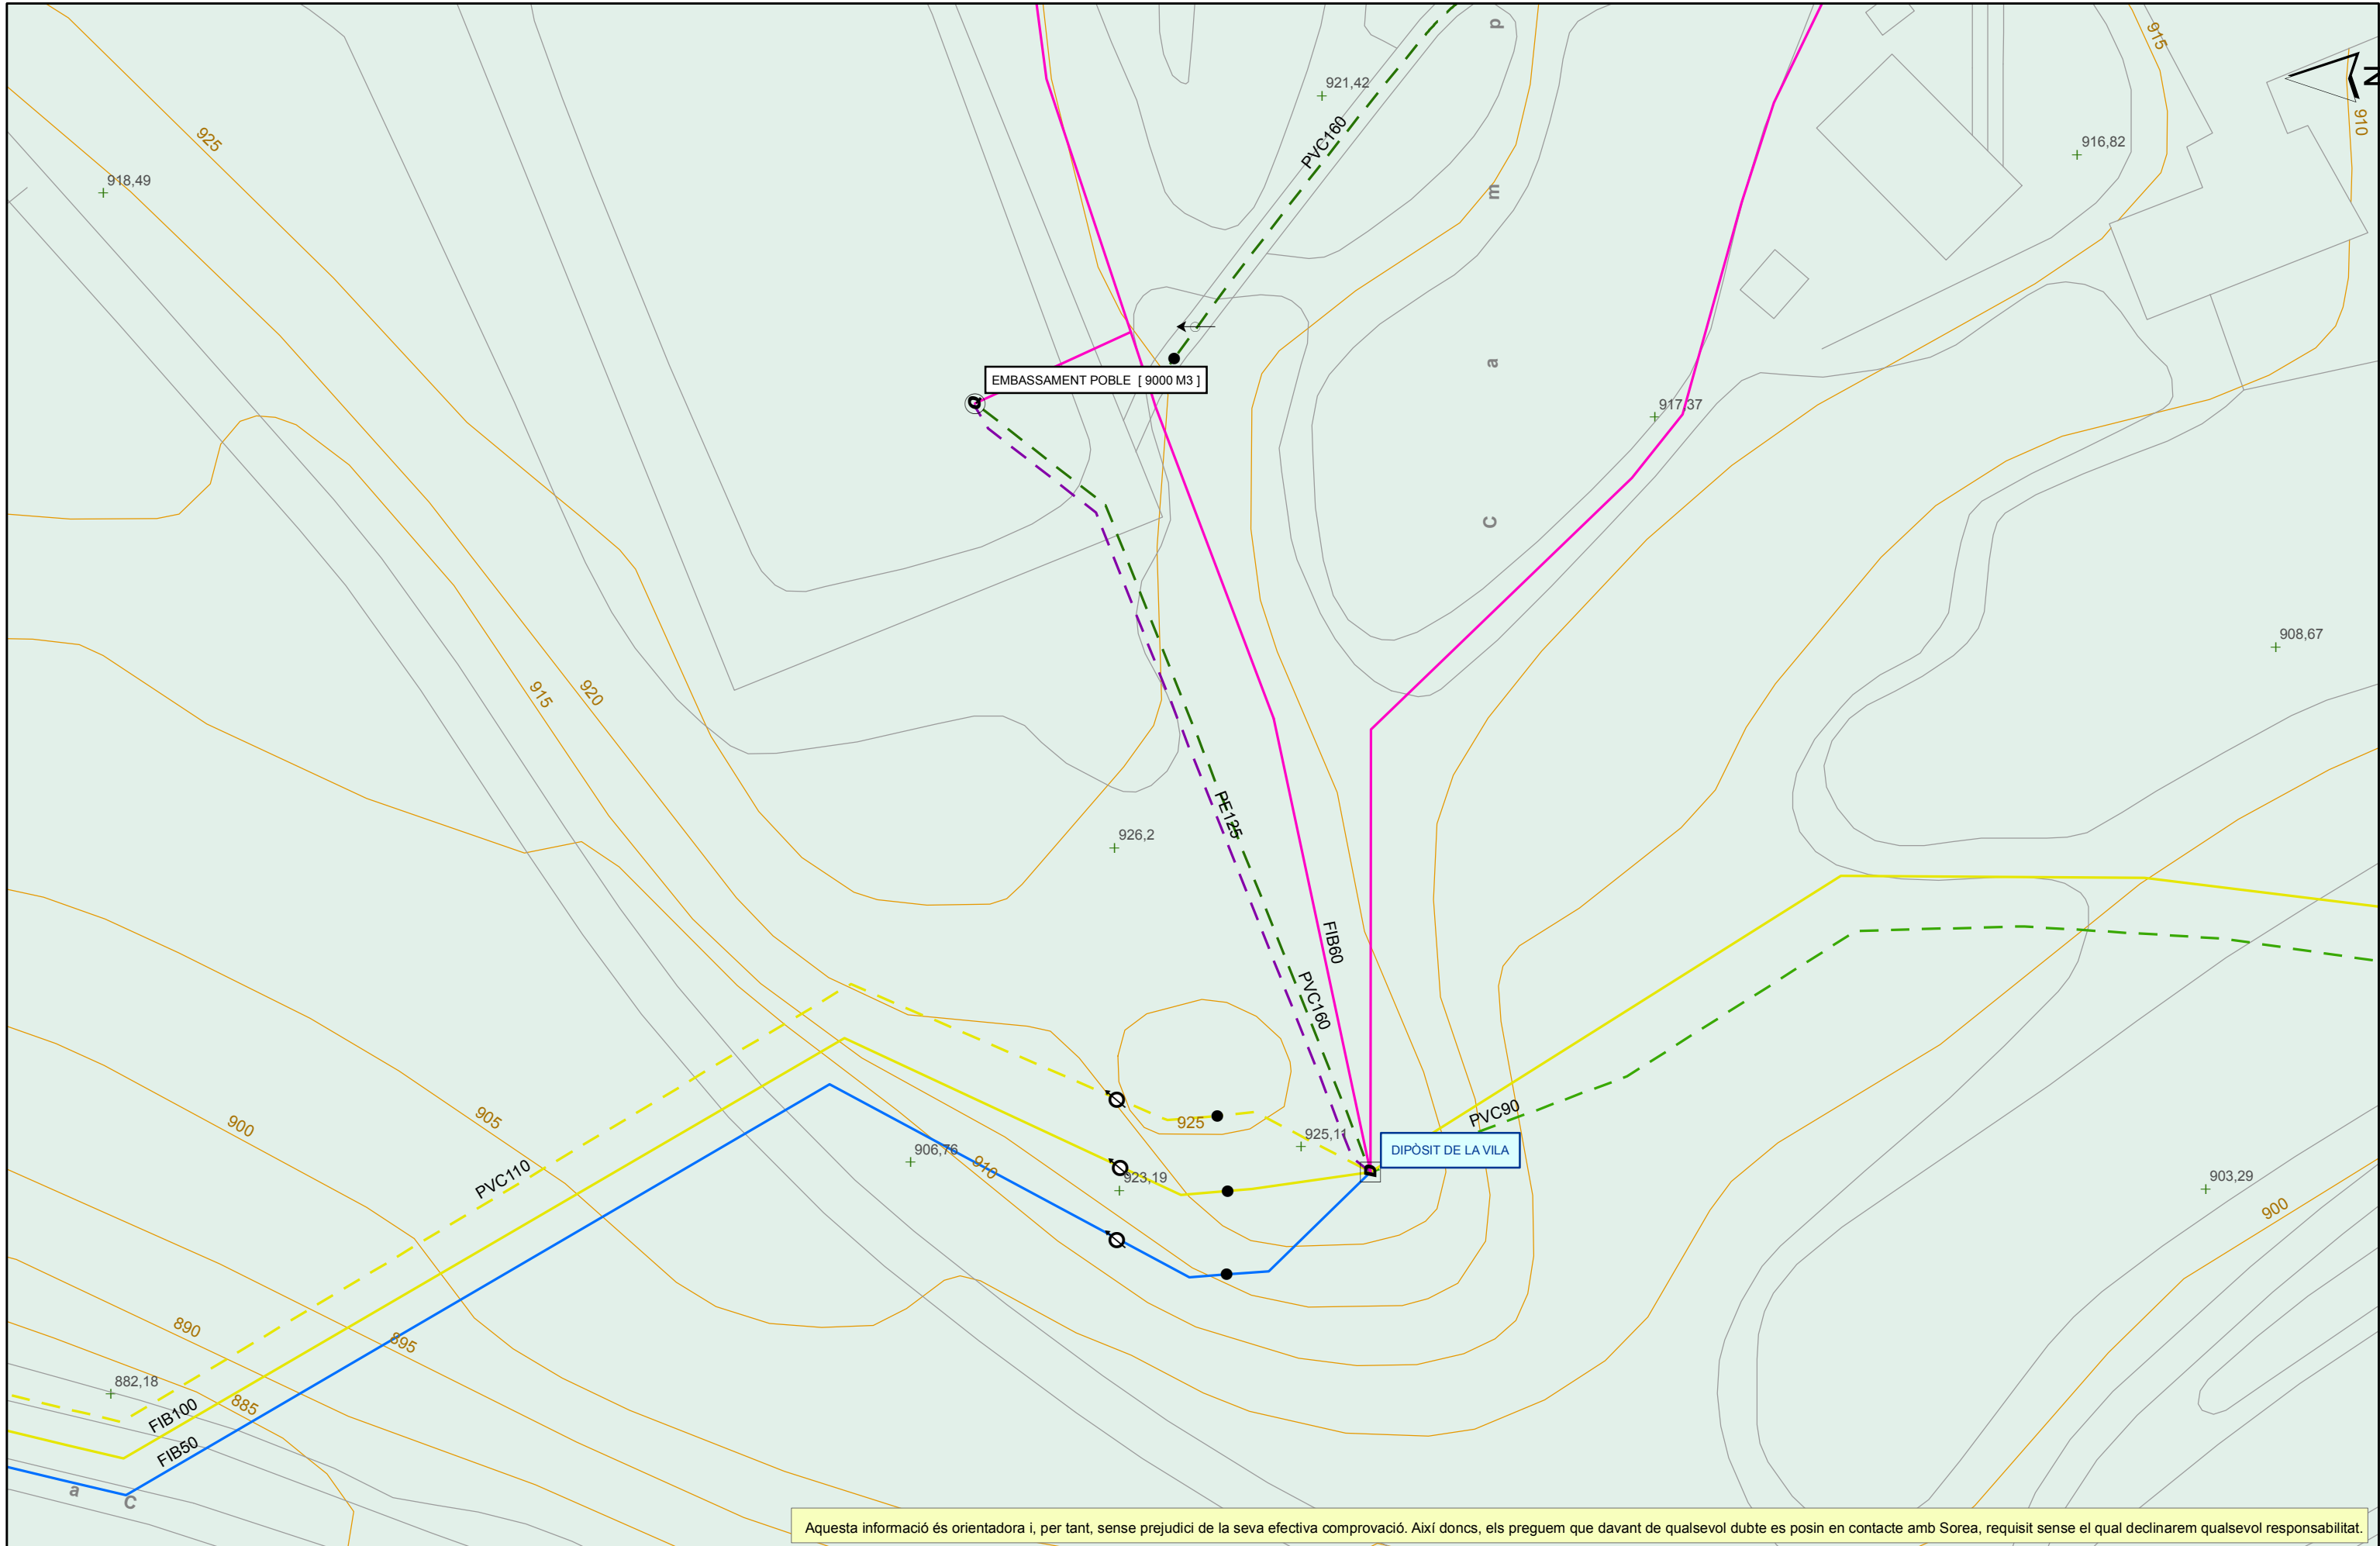 p
915
N
921,42
910
925
PVC160
916,82
918,49
m
a
EMBASSAMENT POBLE [ 9000 M3 ]
917,37
C
908,67
915
920
PE125
926,2
FIB60
PVC160
PVC90
905
900
925
925,11
DIPÒSIT DE LA VILA
906,76
910
PVC110
923,19
903,29
900
890
895
882,18
885
FIB100
FIB50
a
C
Aquesta informació és orientadora i, per tant, sense prejudici de la seva efectiva comprovació. Així doncs, els preguem que davant de qualsevol dubte es posin en contacte amb Sorea, requisit sense el qual declinarem qualsevol responsabilitat.